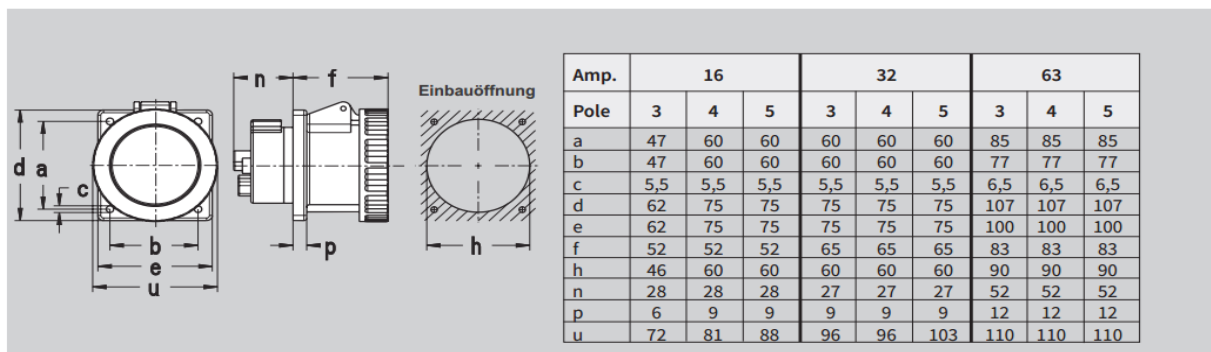 n f
Einbauöffnung
d a c
b
e
u
p
h
Amp. 16 32 63
Pole 3 4 5 3 4 5 3 4 5
a 47 60 60 60 60 60 85 85 85
b 47 60 60 60 60 60 77 77 77
c 5,5 5,5 5,5 5,5 5,5 5,5 6,5 6,5 6,5
d 62 75 75 75 75 75 107 107 107
e 62 75 75 75 75 75 100 100 100
f 52 52 52 65 65 65 83 83 83
h 46 60 60 60 60 60 90 90 90
n 28 28 28 27 27 27 52 52 52
p 6 9 9 9 9 9 12 12 12
u 72 81 88 96 96 103 110 110 110